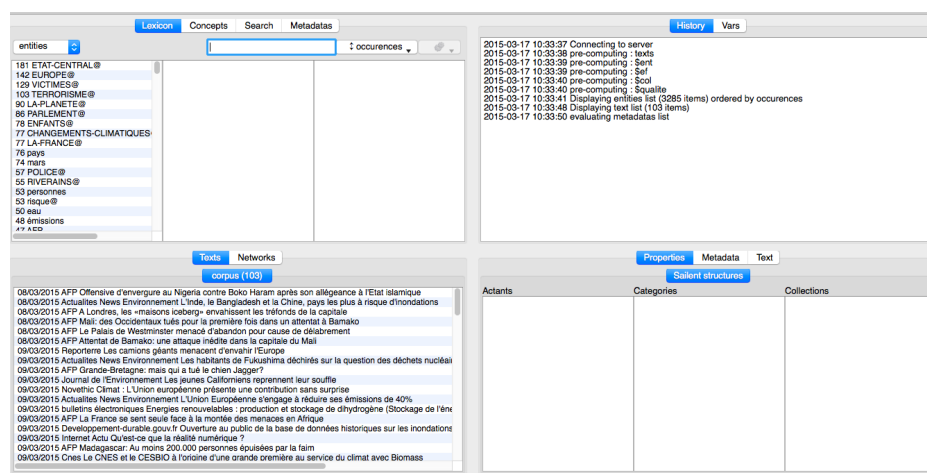 Lexicon Concepts Search Metadatas
entities
occurences
181 ETAT-CENTRAL@
142 EUROPE@
129 VICTIMES@
103 TERRORISME@
90 LA-PLANETE@
86 PARLEMENT@
78 ENFANTS@
77 CHANGEMENTS-CLIMATIQUES
77 LA-FRANCE@
76 pays
74 mars
57 POLICE@
55 RIVERAINS@
53 personnes
53 risque@
50 eau
48 émissions
47 AFP
History Vars
2015-03-17 10:33:37 Connecting to server
2015-03-17 10:33:38 pre-computing : texts
2015-03-17 10:33:39 pre-computing : $ent
2015-03-17 10:33:39 pre-computing : $ef
2015-03-17 10:33:40 pre-computing : $col
2015-03-17 10:33:40 pre-computing : $qualite
2015-03-17 10:33:41 Displaying entities list (3285 items) ordered by occurences
2015-03-17 10:33:48 Displaying text list (103 items)
2015-03-17 10:33:50 evaluating metadatas list
Texts Networks
corpus (103)
08/03/2015 AFP Offensive d'envergure au Nigeria contre Boko Haram après son allégeance à l'Etat islamique
08/03/2015 Actualites News Environnement L'Inde, le Bangladesh et la Chine, pays les plus à risque d'inondations
08/03/2015 AFP A Londres, les «maisons iceberg» envahissent les tréfonds de la capitale
08/03/2015 AFP Mali: des Occidentaux tués pour la première fois dans un attentat à Bamako
08/03/2015 AFP Le Palais de Westminster menacé d'abandon pour cause de délabrement
08/03/2015 AFP Attentat de Bamako: une attaque inédite dans la capitale du Mali
09/03/2015 Reporterre Les camions géants menacent d'envahir l'Europe
09/03/2015 Actualites News Environnement Les habitants de Fukushima déchirés sur la question des déchets nucléai
09/03/2015 AFP Grande-Bretagne: mais qui a tué le chien Jagger?
09/03/2015 Journal de l'Environnement Les jeunes Californiens reprennent leur souffle
09/03/2015 Novethic Climat : L'Union européenne présente une contribution sans surprise
09/03/2015 Actualites News Environnement L'Union Européenne s'engage à réduire ses émissions de 40%
09/03/2015 bulletins électroniques Energies renouvelables : production et stockage de dihydrogène (Stockage de l'éne
09/03/2015 AFP La France se sent seule face à la montée des menaces en Afrique
09/03/2015 Developpement-durable.gouv.fr Ouverture au public de la base de données historiques sur les inondations
09/03/2015 Internet Actu Qu'est-ce que la réalité numérique ?
09/03/2015 AFP Madagascar: Au moins 200.000 personnes épuisées par la faim
09/03/2015 Cnes Le CNES et le CESBIO à l'origine d'une grande première au service du climat avec Biomass
Properties Metadata Text
Sailent structures
Actants Categories Collections